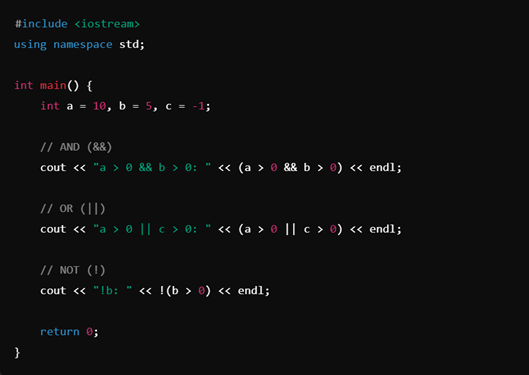 #include <iostream>
using namespace std;

int main() {
    int a = 10, b = 5, c = -1;

    // AND (&&)
    cout << "a > 0 && b > 0: " << (a > 0 && b > 0) << endl;

    // OR (||)
    cout << "a > 0 || c > 0: " << (a > 0 || c > 0) << endl;

    // NOT (!)
    cout << "!b: " << !(b > 0) << endl;

    return 0;
}